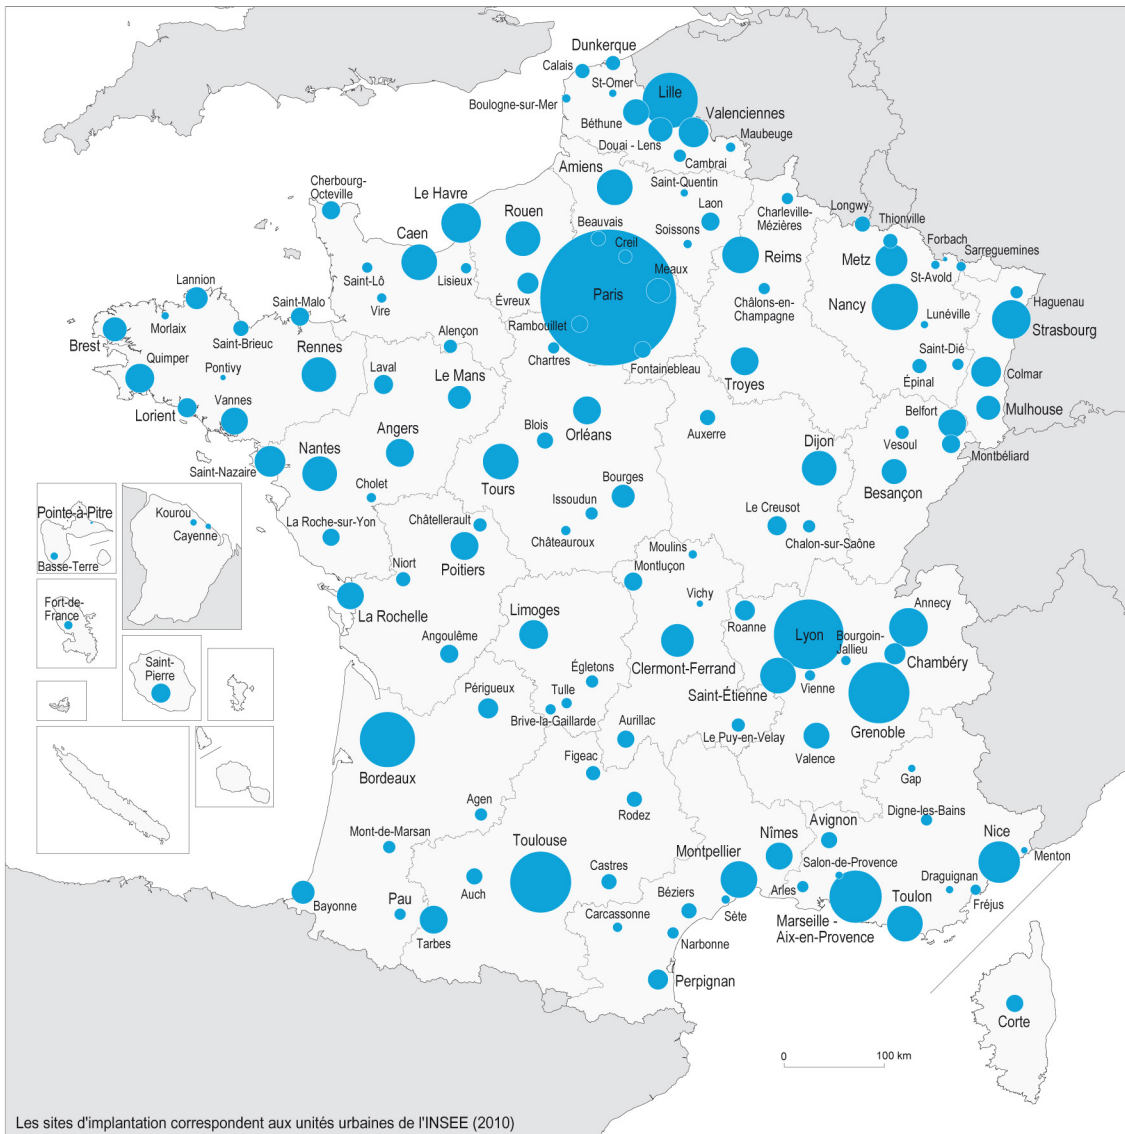 Dunkerque
Calais
St-Omer
Lille
Boulogne-sur-Mer
Valenciennes
Béthune
Maubeuge
Douai - Lens
Cambrai
Amiens
Saint-Quentin
Cherbourg-
Octeville
Le Havre
Rouen
Laon
Charleville-
Mézières
Longwy
Thionville
Beauvais
Caen
Creil
Soissons
Forbach
Sarreguemines
Reims
Metz
St-Avold
Saint-Lô
Lisieux
Meaux
Lannion
Évreux
Paris
Vire
Châlons-en-
Champagne
Nancy
Haguenau
Saint-Malo
Morlaix
Lunéville
Rambouillet
Strasbourg
Alençon
Brest
Saint-Brieuc
Saint-Dié
Quimper
Rennes
Chartres
Fontainebleau
Pontivy
Laval
Le Mans
Troyes
Épinal
Colmar
Vannes
Lorient
Mulhouse
Belfort
Angers
Blois
Orléans
Auxerre
Vesoul
Nantes
Dijon
Montbéliard
Saint-Nazaire
Tours
Bourges
Besançon
Cholet
Issoudun
Le Creusot
Pointe-à-Pitre
Kourou
Cayenne
La Roche-sur-Yon
Châtellerault
Châteauroux
Chalon-sur-Saône
Basse-Terre
Moulins
Poitiers
Niort
Montluçon
Fort-de-
France
Vichy
Annecy
La Rochelle
Limoges
Roanne
Lyon
Bourgoin-
Jallieu
Angoulême
Clermont-Ferrand
Chambéry
Saint-
Pierre
Égletons
Vienne
Saint-Étienne
Périgueux
Tulle
Brive-la-Gaillarde
Aurillac
Le Puy-en-Velay
Grenoble
Valence
Figeac
Bordeaux
Gap
Agen
Rodez
Digne-les-Bains
Avignon
Mont-de-Marsan
Toulouse
Nîmes
Nice
Montpellier
Menton
Salon-de-Provence
Castres
Draguignan
Auch
Béziers
Arles
Pau
Toulon
Fréjus
Bayonne
Carcassonne
Sète
Marseille -
Aix-en-Provence
Tarbes
Narbonne
Perpignan
Corte
0 100 km
Les sites d'implantation correspondent aux unités urbaines de l'INSEE (2010)